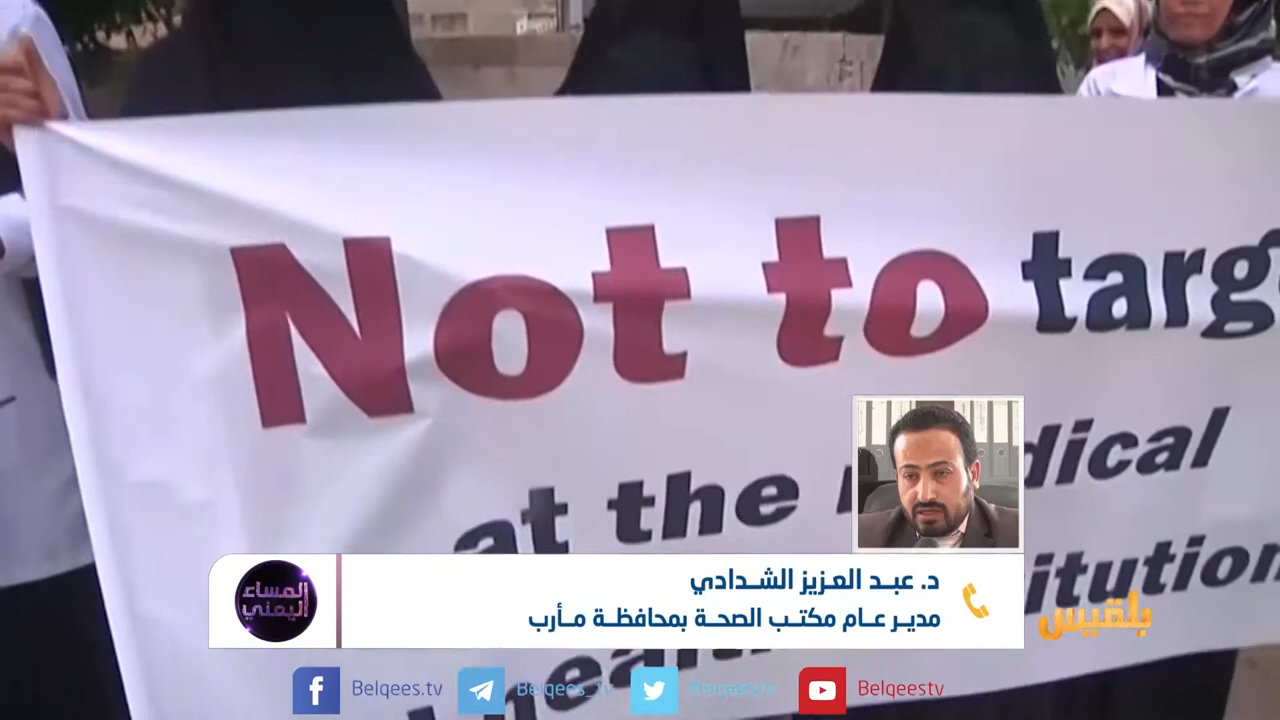 Not to
at the
dical
د. عبد العزيز الشدادي
مدير عام مكتب الصحة بمحافظة مأرب
المساء
اليمني
بلقيس
Belqees.tv
Belqees_tv
Belqeestv
Belqeestv